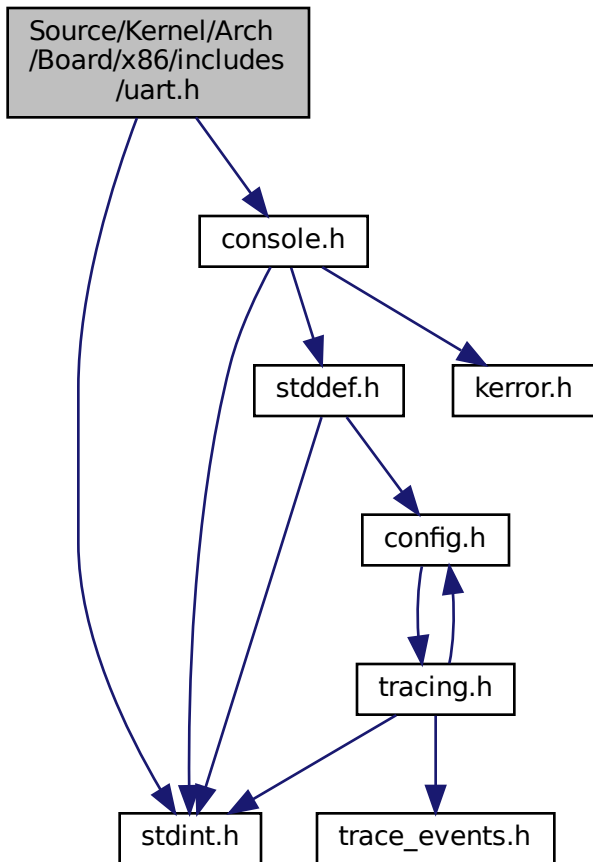 Source/Kernel/Arch
/Board/x86/includes
/uart.h
console.h
stddef.h
kerror.h
config.h
tracing.h
stdint.h
trace_events.h